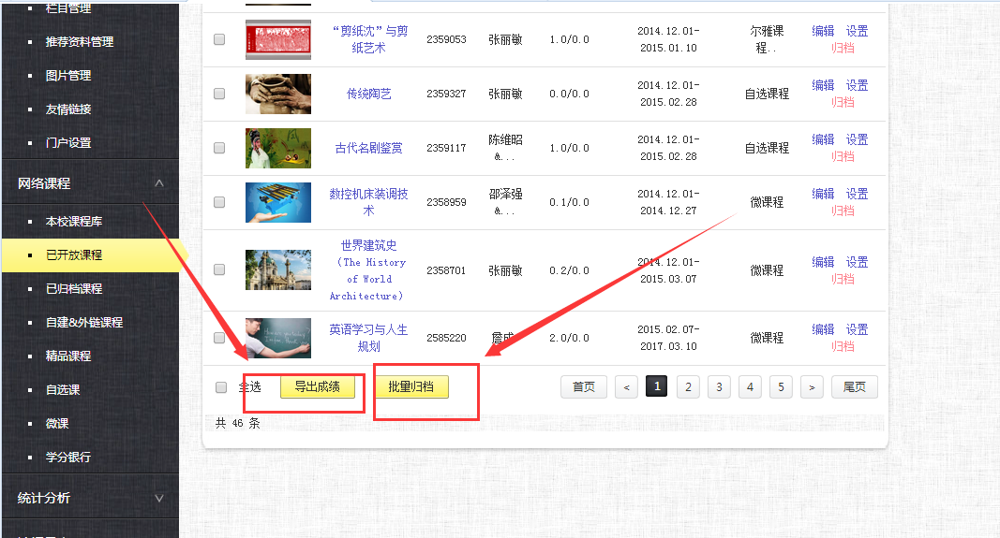 栏目管理
推荐资料管理
图片管理
友情链接
门户设置
网络课程
本校课程库
已开放课程
已归档课程
自建&外链课程
精品课程
自选课
微课
学分银行
统计分析
“剪纸沈”与剪
纸艺术
2359053
张丽敏
1.0/0.0
2014.12.01-
2015.01.10
尔雅课
程..
编辑 设置
归档
传统陶艺
2359327
张丽敏
0.0/0.0
2014.12.01-
2015.02.28
自选课程
编辑 设置
归档
古代名剧鉴赏
2359117
陈维昭
&...
1.0/0.0
2014.12.01-
2015.02.28
自选课程
编辑 设置
归档
数控机床装调技
术
2358959
邵泽强
&...
0.1/0.0
2014.12.01-
2014.12.27
微课程
编辑 设置
归档
世界建筑史
(The History
of World
Architecture)
2358701
张丽敏
0.2/0.0
2014.12.01-
2015.03.07
微课程
编辑 设置
归档
英语学习与人生
规划
2585220
詹成
2.0/0.0
2015.02.07-
2017.03.10
微课程
编辑 设置
归档
全选 导出成绩 批量归档 首页 < 1 2 3 4 5 > 尾页
共 46 条